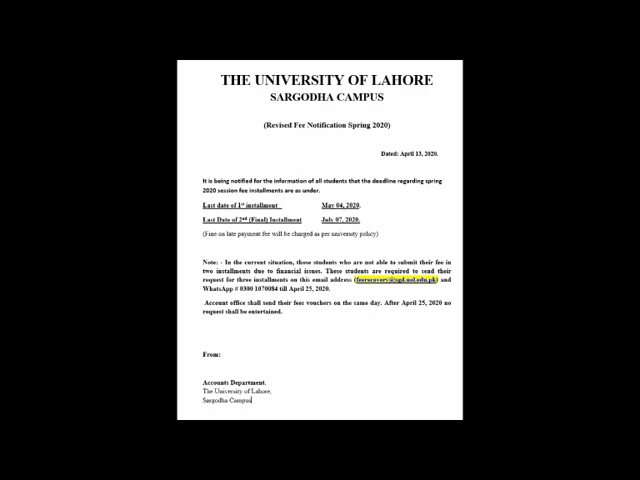 THE UNIVERSITY OF LAHORE
SARGODHA CAMPUS
(Revised Fee Notification Spring 2020)
Dated: April 13, 2020.
It is being notified for the information of all students that the deadline regarding spring
2020 session fee installments are as under.
Last date of 1st installment May 04, 2020.
Last Date of 2nd (Final) Installment July 07, 2020.
(Fine on late payment fee will be charged as per university policy)
Note: - In the current situation, those students who are not able to submit their fee in
two installments due to financial issues. These students are required to send their
request for three installments on this email address (feerecovery@sgd.uol.edu.pk) and
WhatsApp # 0300 1070084 till April 25, 2020.
Account office shall send their fees vouchers on the same day. After April 25, 2020 no
request shall be entertained.
From:
Accounts Department.
The University of Lahore,
Sargodha Campus